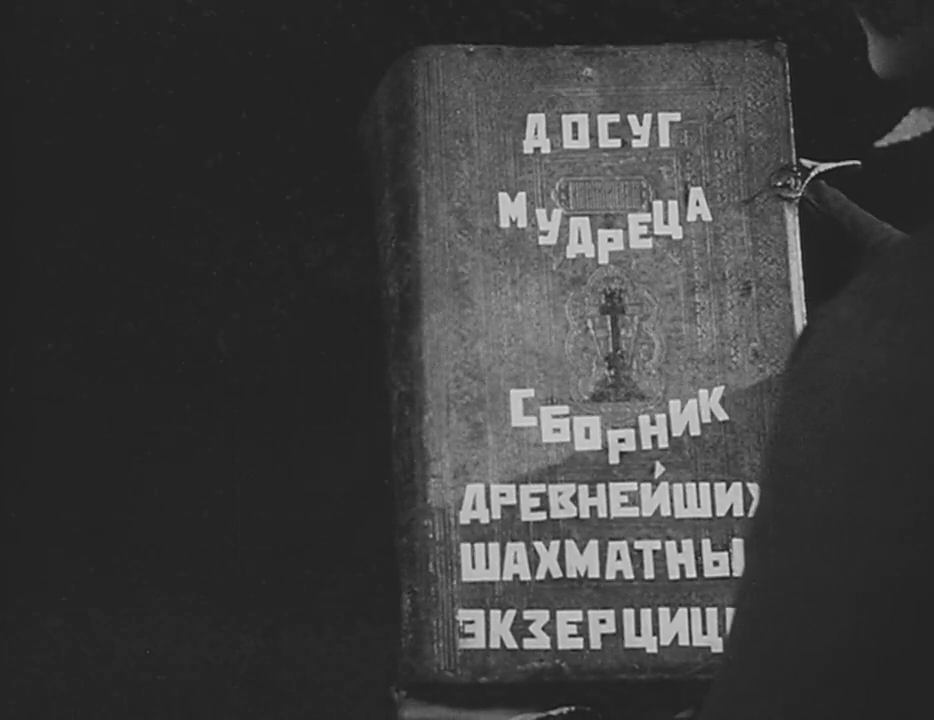 ДОСУГ
МУДРЕЦА
СБОРНИК
ДРЕВНЕЙШИХ
ШАХМАТНЫ
ЭКЗЕРЦИЦ